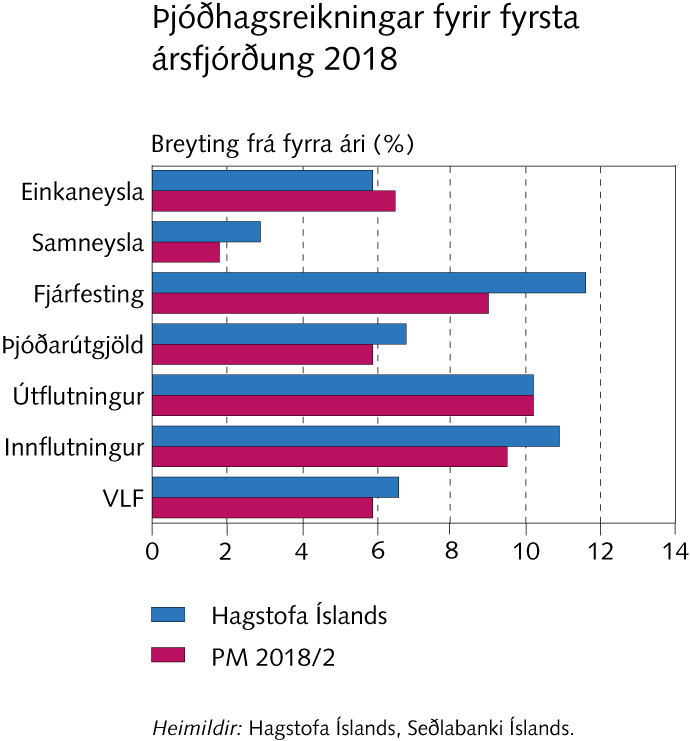 Þjóðhagsreikningar fyrir fyrsta
ársfjórðung 2018
Breyting frá fyrra ári (%)
Einkaneysla
Samneysla
Fjárfesting
Þjóðarútgjöld
Útflutningur
Innflutningur
VLF
0 2 4 6 8 10 12 14
Hagstofa Íslands
PM 2018/2
Heimildir: Hagstofa Íslands, Seðlabanki Íslands.